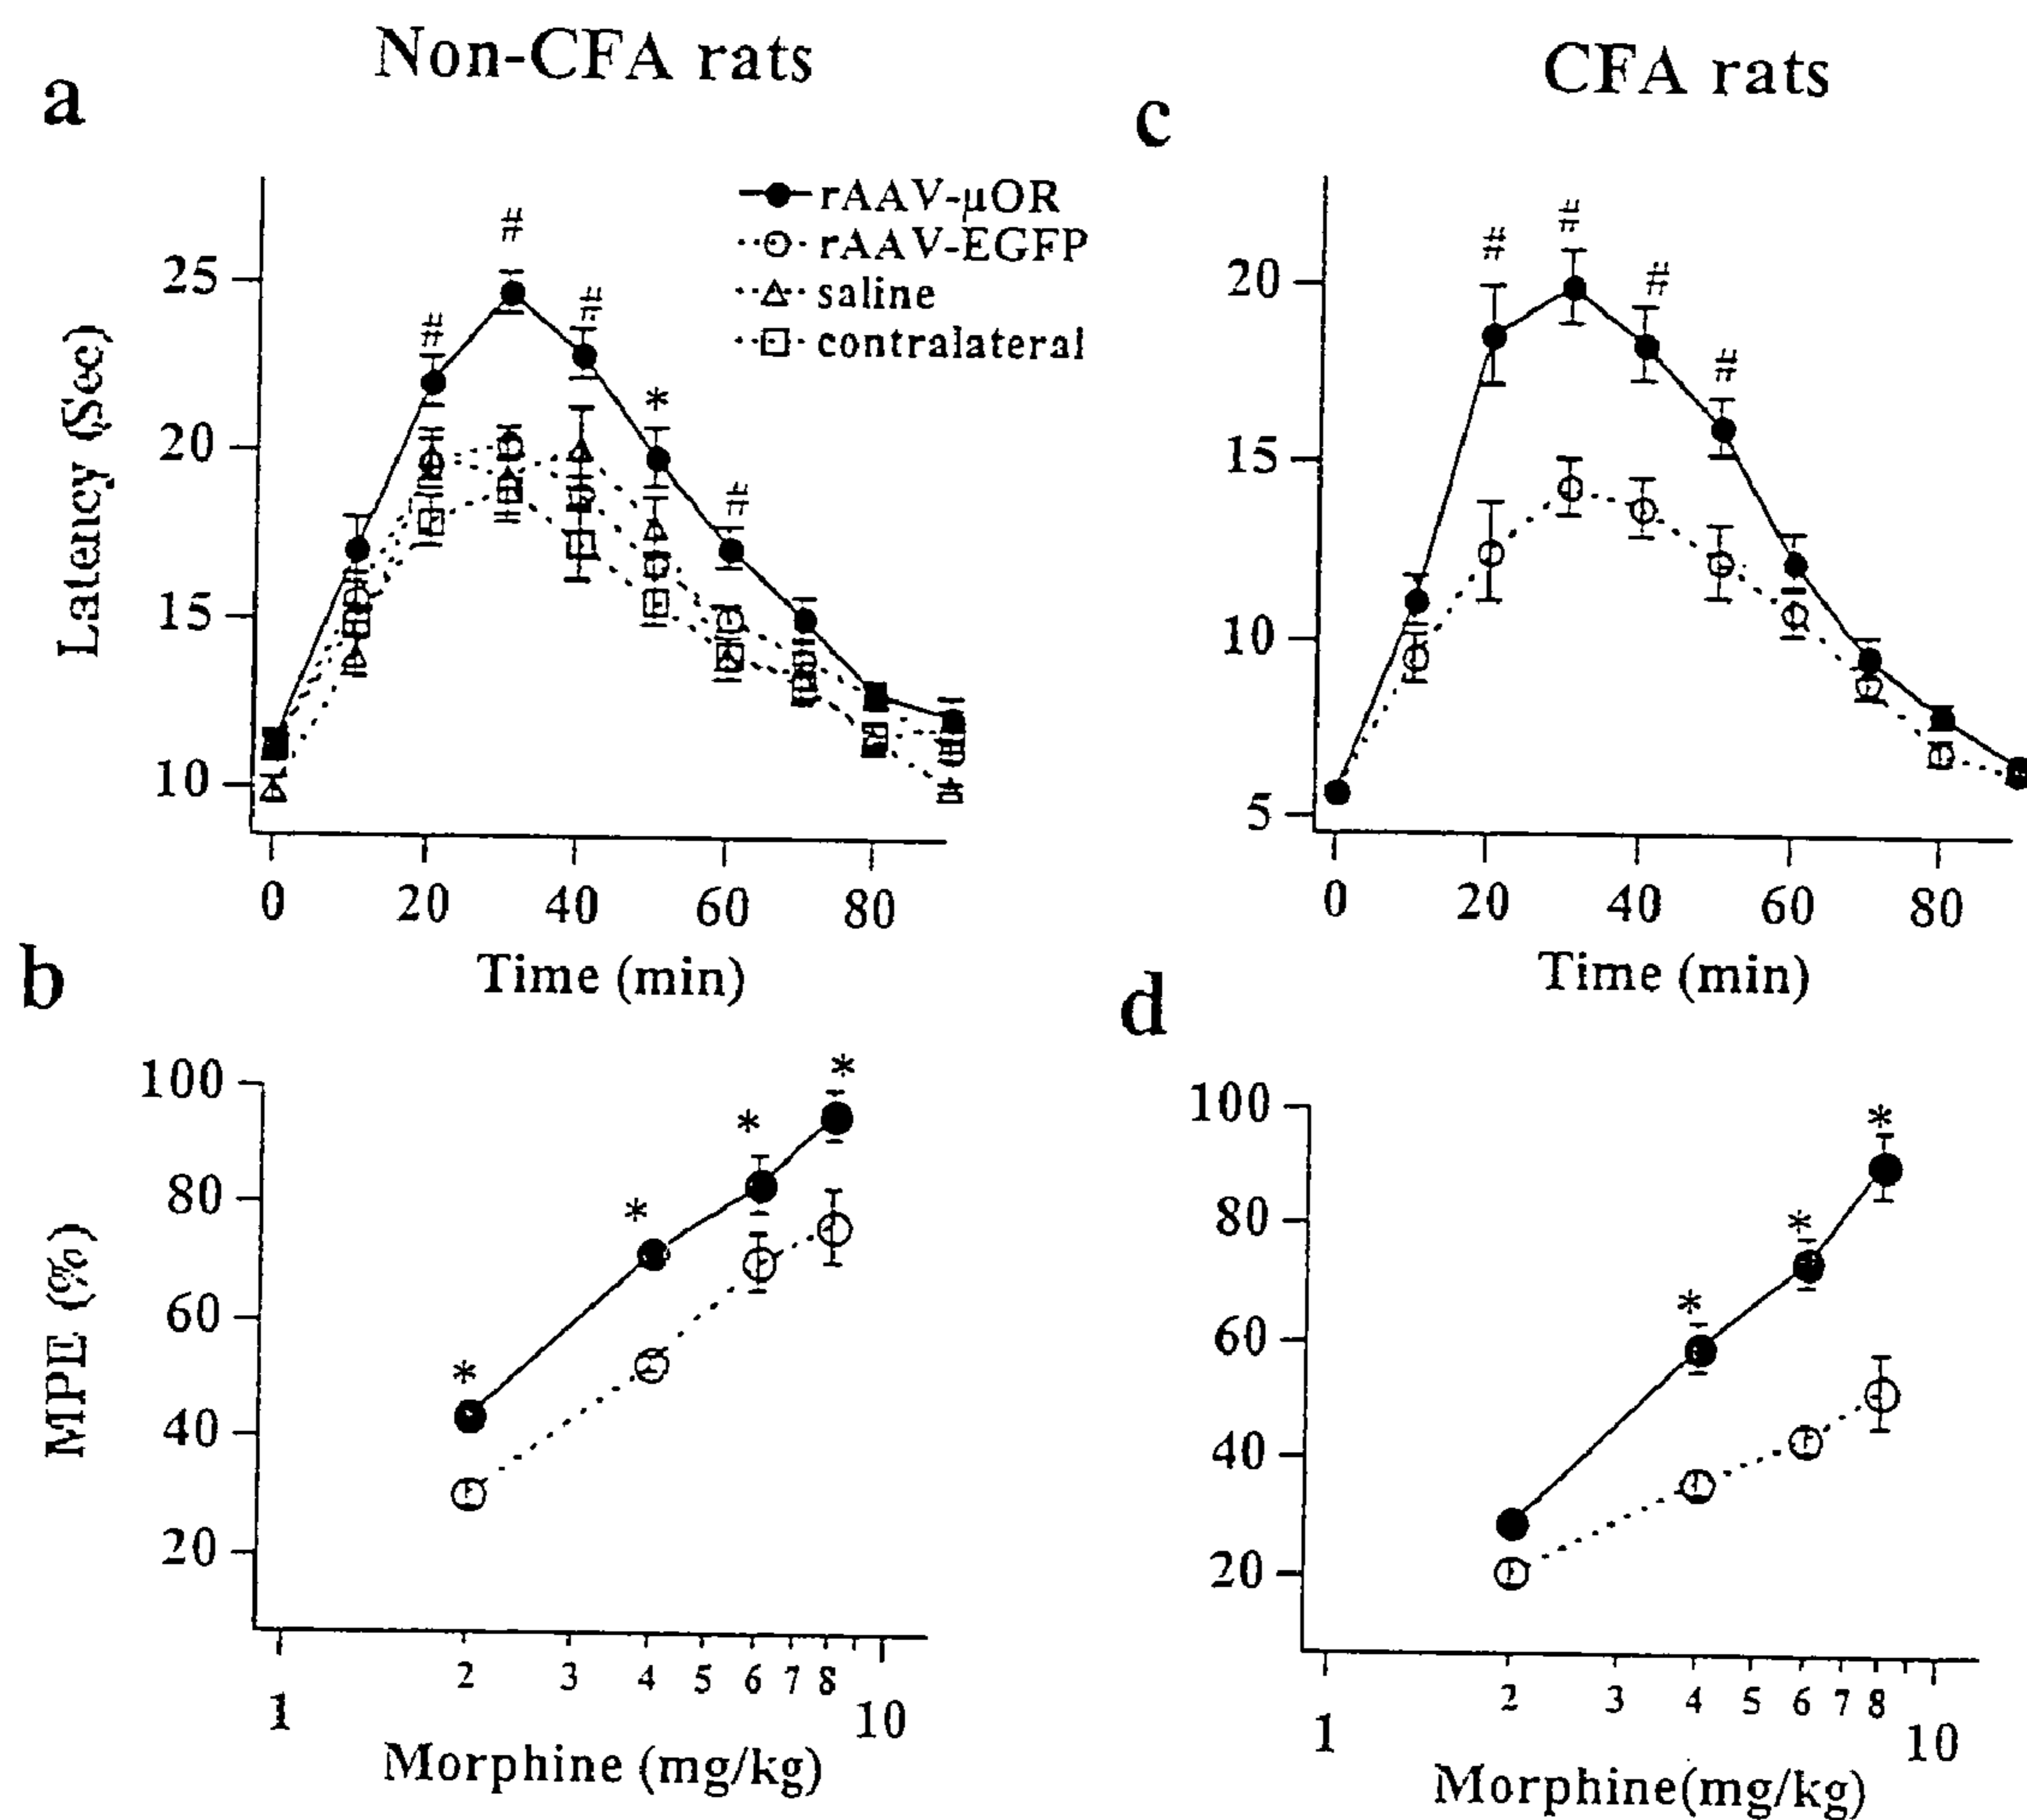 Non-CFA rats
CFA rats
a
c
rAAV-μOR
rAAV-EGFP
saline
contralateral
#
#
#
*
#
#
#
#
#
25
20
15
10
Latency (Sec)
20
15
10
5
0 20 40 60 80
Time (min)
0 20 40 60 80
Time (min)
b
d
100
80
60
40
20
MPE (%)
*
*
*
*
100
80
60
40
20
*
*
*
1 2 3 4 5 6 7 8 10
Morphine (mg/kg)
1 2 3 4 5 6 7 8 10
Morphine(mg/kg)